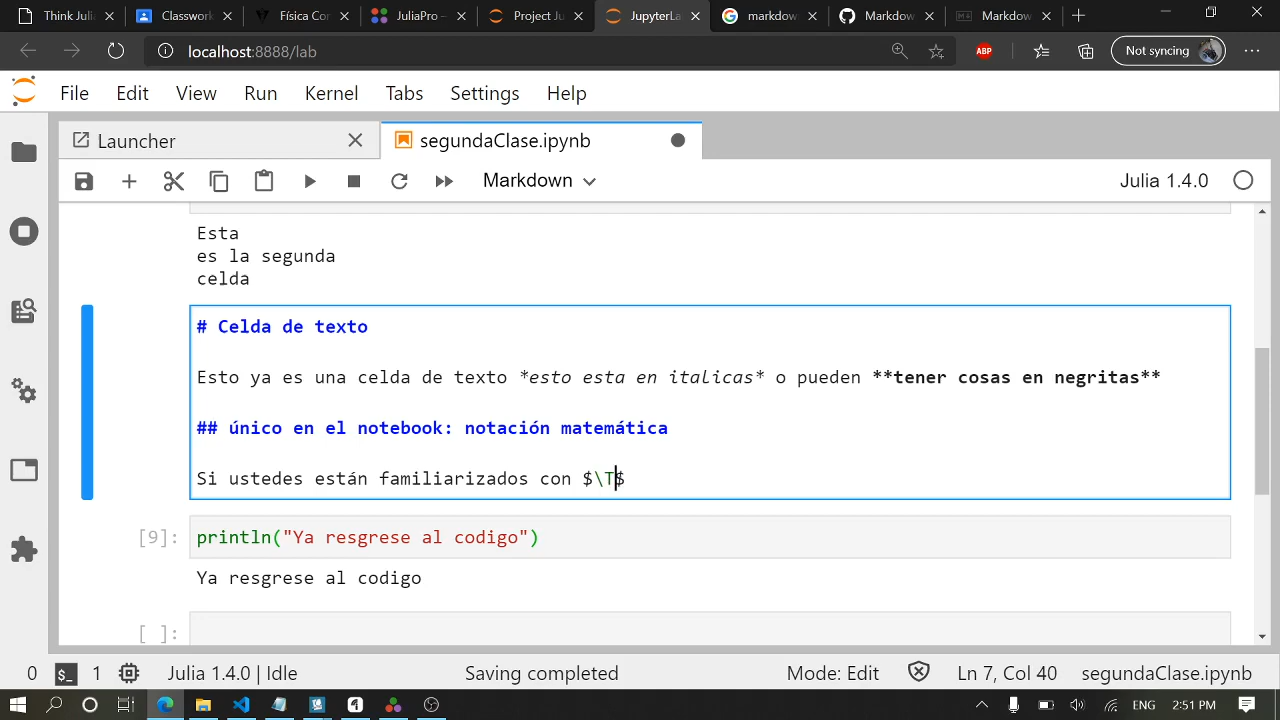 Think Julia
Classwork
Física Con
JuliaPro –
Project Ju
JupyterLa
markdow
Markdow
Markdow
localhost:8888/lab
ABP
Not syncing
File Edit View Run Kernel Tabs Settings Help
Launcher
segundaClase.ipynb
Markdown
Julia 1.4.0
Esta
es la segunda
celda
# Celda de texto
Esto ya es una celda de texto *esto esta en italicas* o pueden **tener cosas en negritas**
## único en el notebook: notación matemática
Si ustedes están familiarizados con $\T$
[9]: println("Ya resgrese al codigo")
Ya resgrese al codigo
[ ]:
0 $_ 1 Julia 1.4.0 | Idle Saving completed Mode: Edit Ln 7, Col 40 segundaClase.ipynb
ENG 2:51 PM